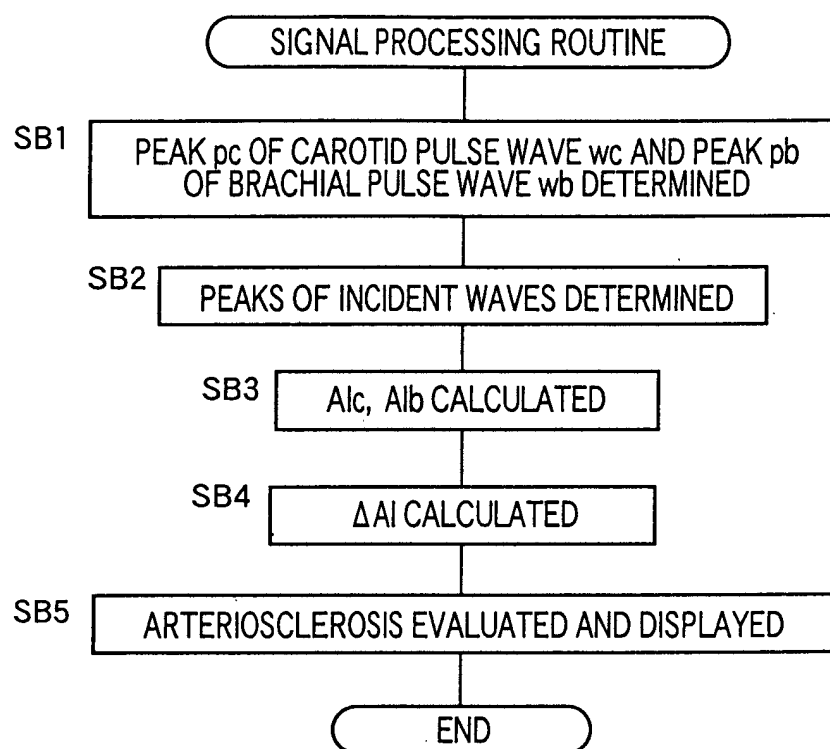 SIGNAL PROCESSING ROUTINE
SB1
PEAK pc OF CAROTID PULSE WAVE wc AND PEAK pb
OF BRACHIAL PULSE WAVE wb DETERMINED
SB2
PEAKS OF INCIDENT WAVES DETERMINED
SB3
AIc, AIb CALCULATED
SB4
ΔAI CALCULATED
SB5
ARTERIOSCLEROSIS EVALUATED AND DISPLAYED
END